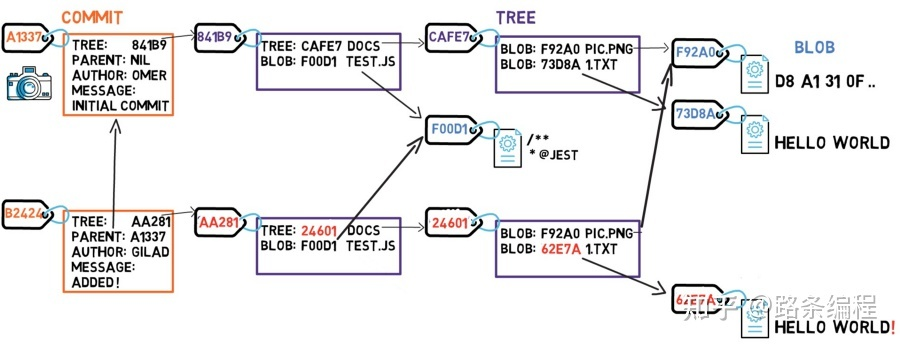 COMMIT
TREE
BLOB
A1337
TREE: 841B9
PARENT: NIL
AUTHOR: OMER
MESSAGE:
INITIAL COMMIT
841B9
TREE: CAFE7 DOCS
BLOB: F00D1 TEST.JS
CAFE7
BLOB: F92A0 PIC.PNG
BLOB: 73D8A 1.TXT
F92A0
D8 A1 31 0F ..
73D8A
HELLO WORLD
F00D1
/**
* @JEST
B2424
TREE: AA281
PARENT: A1337
AUTHOR: GILAD
MESSAGE:
ADDED!
AA281
TREE: 24601 DOCS
BLOB: F00D1 TEST.JS
24601
BLOB: F92A0 PIC.PNG
BLOB: 62E7A 1.TXT
62E7A
HELLO WORLD!
知乎 @路条编程